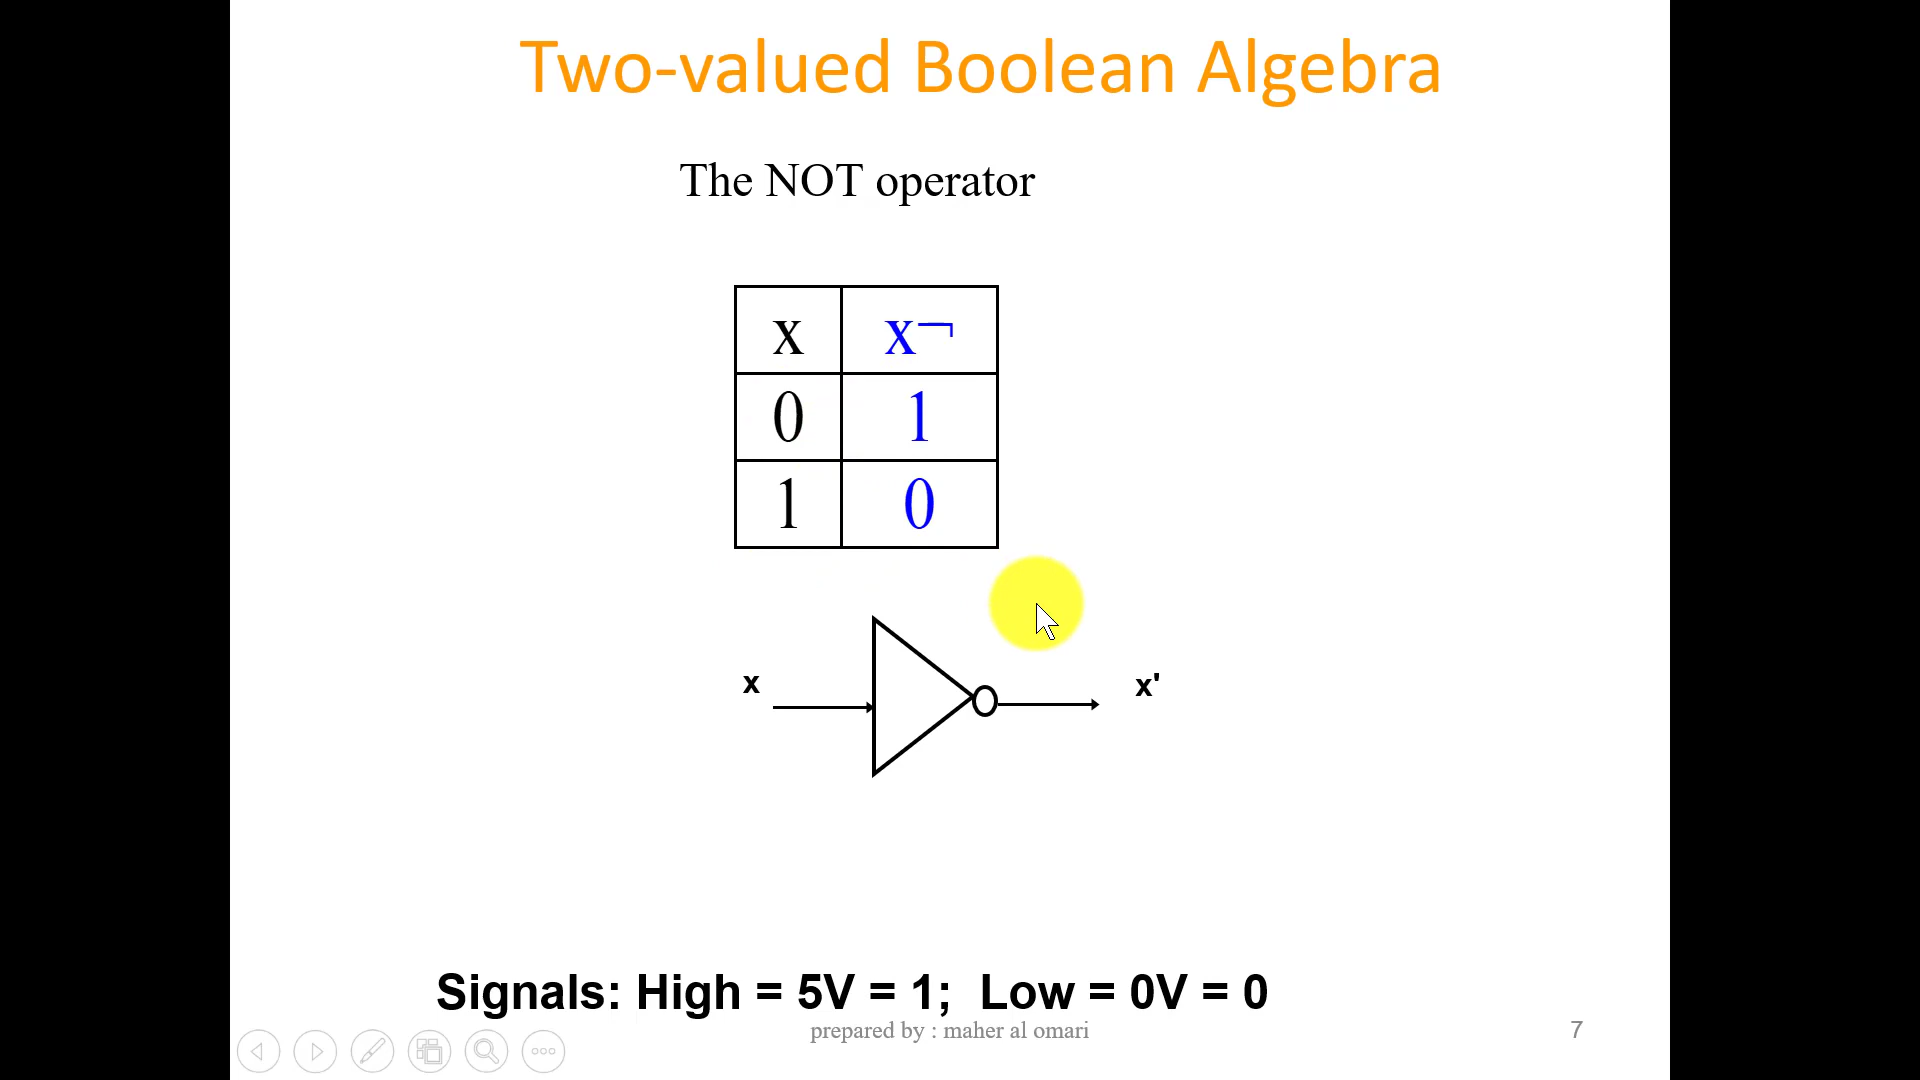 Two-valued Boolean Algebra
The NOT operator
x x¬
0 1
1 0
x x'
Signals: High = 5V = 1; Low = 0V = 0
prepared by : maher al omari 7